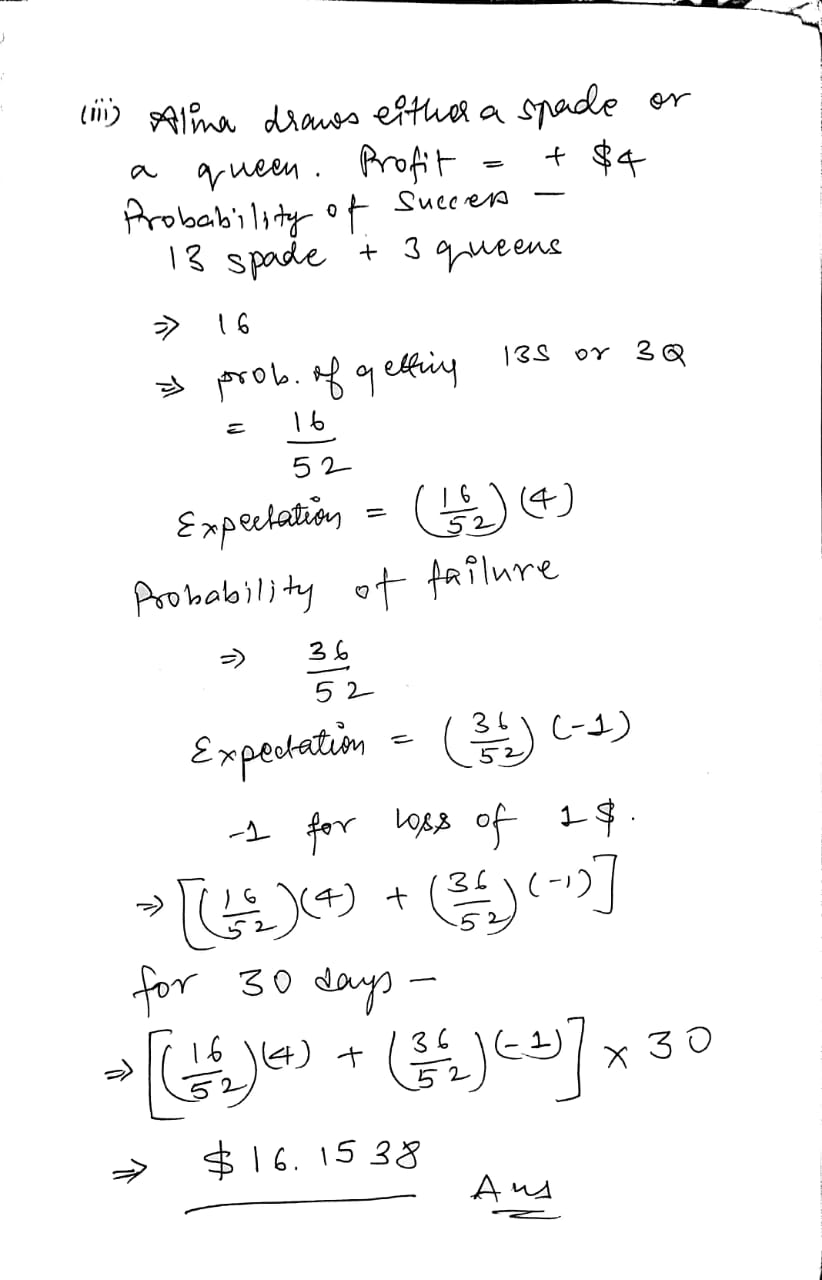 (iii) Alina draws either a spade or
a queen. Profit = + $4
Probability of Success –
13 spade + 3 queens
⇒ 16
⇒ prob. of getting 13S or 3Q
= 16/52
Expectation = (16/52)(4)
Probability of failure
⇒ 36/52
Expectation = (36/52)(-1)
-1 for loss of 1$.
⇒ [(16/52)(4) + (36/52)(-1)]
for 30 days –
⇒ [(16/52)(4) + (36/52)(-1)] × 30
⇒ $16.1538
Ans